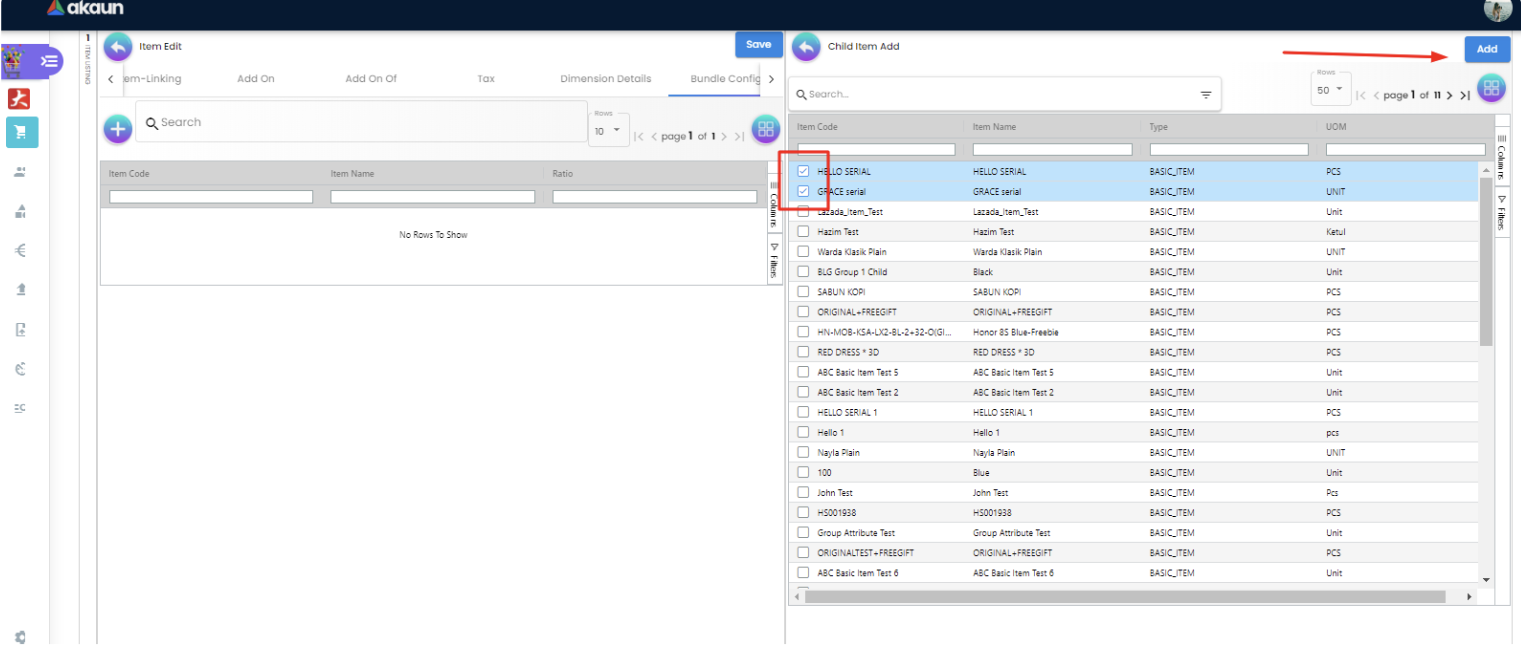 akaun
1 ITEM LISTING
Item Edit
Save
em-Linking Add On Add On Of Tax Dimension Details Bundle Config
Search
Rows
10
page 1 of 1
Item Code Item Name Ratio
No Rows To Show
Columns
Filters
Child Item Add
Add
Search...
Rows
50
page 1 of 11
Item Code Item Name Type UOM
HELLO SERIAL HELLO SERIAL BASIC_ITEM PCS
GRACE serial GRACE serial BASIC_ITEM UNIT
Lazada_Item_Test Lazada_Item_Test BASIC_ITEM Unit
Hazim Test Hazim Test BASIC_ITEM Ketul
Warda Klasik Plain Warda Klasik Plain BASIC_ITEM UNIT
BLG Group 1 Child Black BASIC_ITEM Unit
SABUN KOPI SABUN KOPI BASIC_ITEM PCS
ORIGINAL+FREEGIFT ORIGINAL+FREEGIFT BASIC_ITEM PCS
HN-MOB-KSA-LX2-BL-2+32-O(GI... Honor 8S Blue-Freebie BASIC_ITEM PCS
RED DRESS * 3D RED DRESS * 3D BASIC_ITEM PCS
ABC Basic Item Test 5 ABC Basic Item Test 5 BASIC_ITEM Unit
ABC Basic Item Test 2 ABC Basic Item Test 2 BASIC_ITEM Unit
HELLO SERIAL 1 HELLO SERIAL 1 BASIC_ITEM PCS
Hello 1 Hello 1 BASIC_ITEM pcs
Nayla Plain Nayla Plain BASIC_ITEM UNIT
100 Blue BASIC_ITEM Unit
John Test John Test BASIC_ITEM Pcs
HS001938 HS001938 BASIC_ITEM PCS
Group Attribute Test Group Attribute Test BASIC_ITEM Unit
ORIGINALTEST+FREEGIFT ORIGINAL+FREEGIFT BASIC_ITEM PCS
ABC Basic Item Test 6 ABC Basic Item Test 6 BASIC_ITEM Unit
Columns
Filters